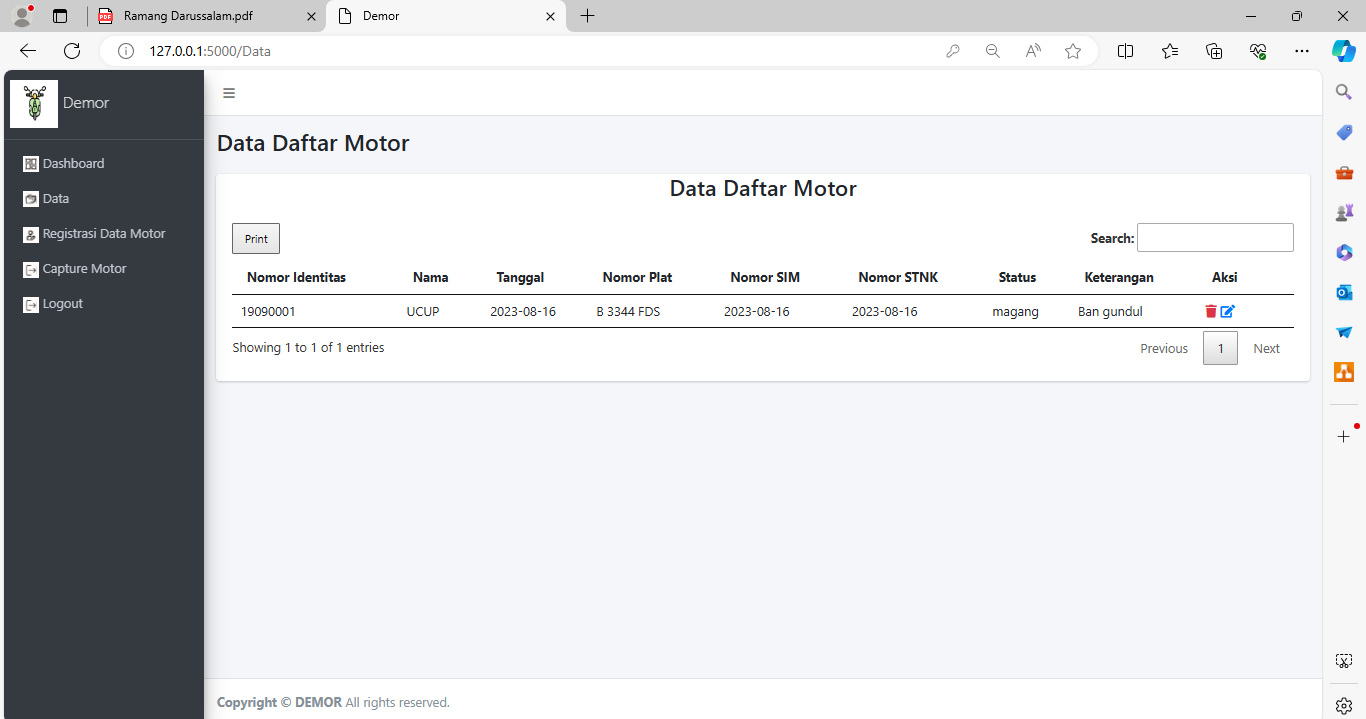 Ramang Darussalam.pdf
Demor
127.0.0.1:5000/Data
Demor
Dashboard
Data
Registrasi Data Motor
Capture Motor
Logout
Data Daftar Motor
Data Daftar Motor
Print
Search:
Nomor Identitas Nama Tanggal Nomor Plat Nomor SIM Nomor STNK Status Keterangan Aksi
19090001 UCUP 2023-08-16 B 3344 FDS 2023-08-16 2023-08-16 magang Ban gundul
Showing 1 to 1 of 1 entries
Previous 1 Next
Copyright © DEMOR All rights reserved.